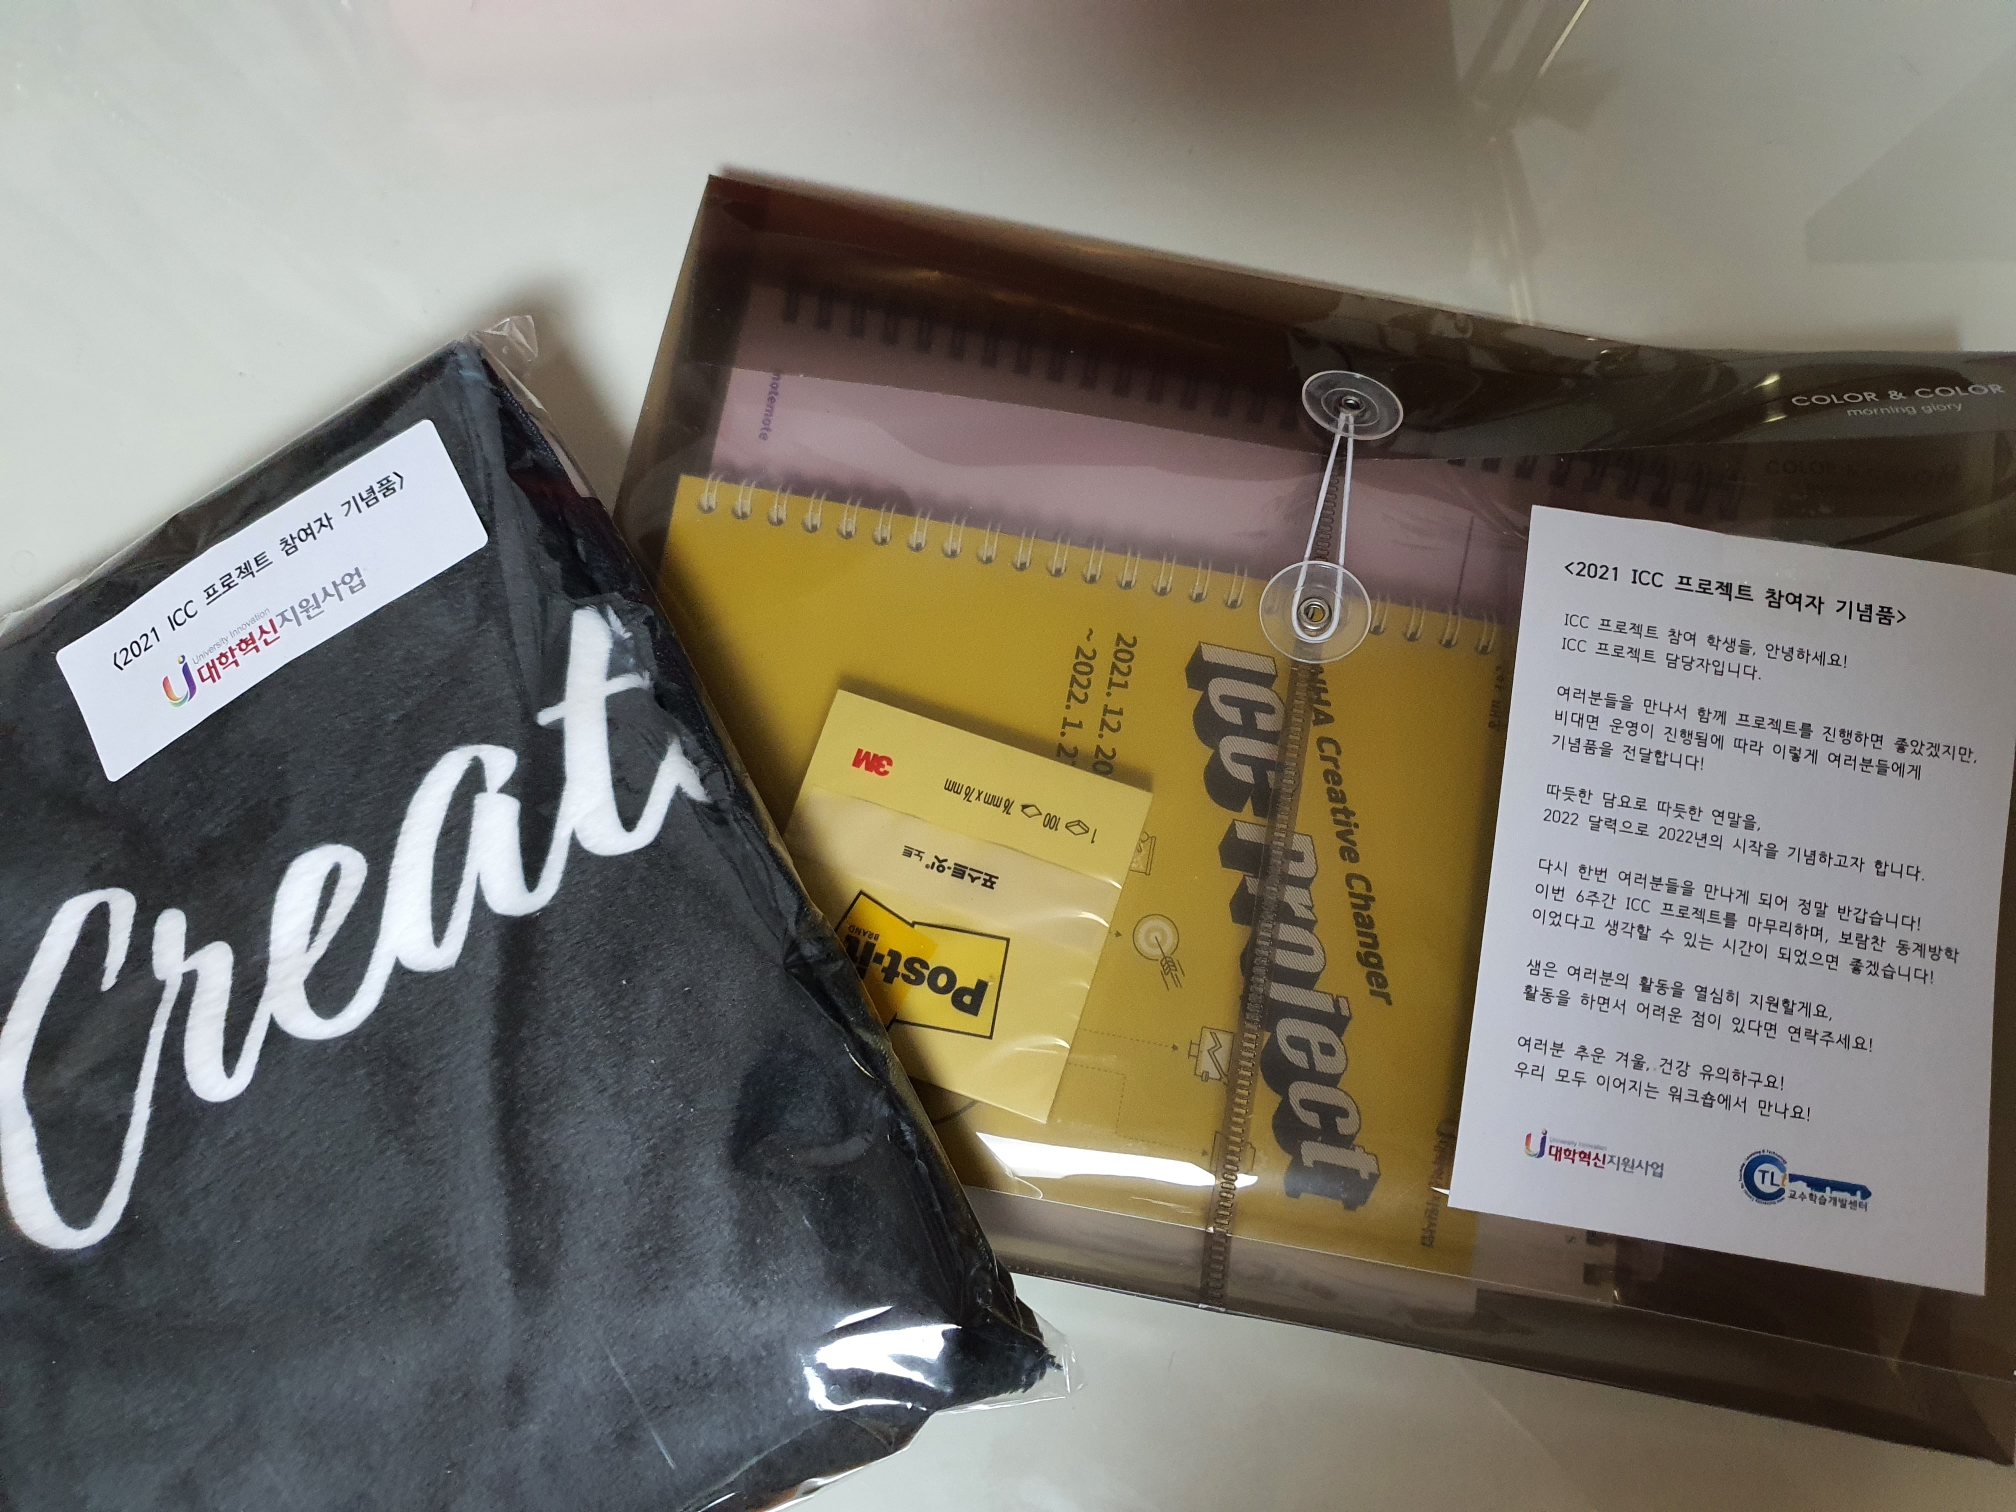 <2021 ICC 프로젝트 참여자 기념품>
University Innovation
대학혁신지원사업
Creat
notemote
COLOR & COLOR
morning glory
2021. 12. 20
~ 2022. 1. 2
Creative Changer
ICC Project
3M
1 100 76 mm x 76 mm
포스트-잇® 노트
Post-it
BRAND
<2021 ICC 프로젝트 참여자 기념품>
ICC 프로젝트 참여 학생들, 안녕하세요!
ICC 프로젝트 담당자입니다.
여러분들을 만나서 함께 프로젝트를 진행하면 좋았겠지만,
비대면 운영이 진행됨에 따라 이렇게 여러분들에게
기념품을 전달합니다!
따듯한 담요로 따듯한 연말을,
2022 달력으로 2022년의 시작을 기념하고자 합니다.
다시 한번 여러분들을 만나게 되어 정말 반갑습니다!
이번 6주간 ICC 프로젝트를 마무리하며, 보람찬 동계방학
이었다고 생각할 수 있는 시간이 되었으면 좋겠습니다!
샘은 여러분의 활동을 열심히 지원할게요,
활동을 하면서 어려운 점이 있다면 연락주세요!
여러분 추운 겨울, 건강 유의하구요!
우리 모두 이어지는 워크숍에서 만나요!
University Innovation
대학혁신지원사업
CTL
교수학습개발센터